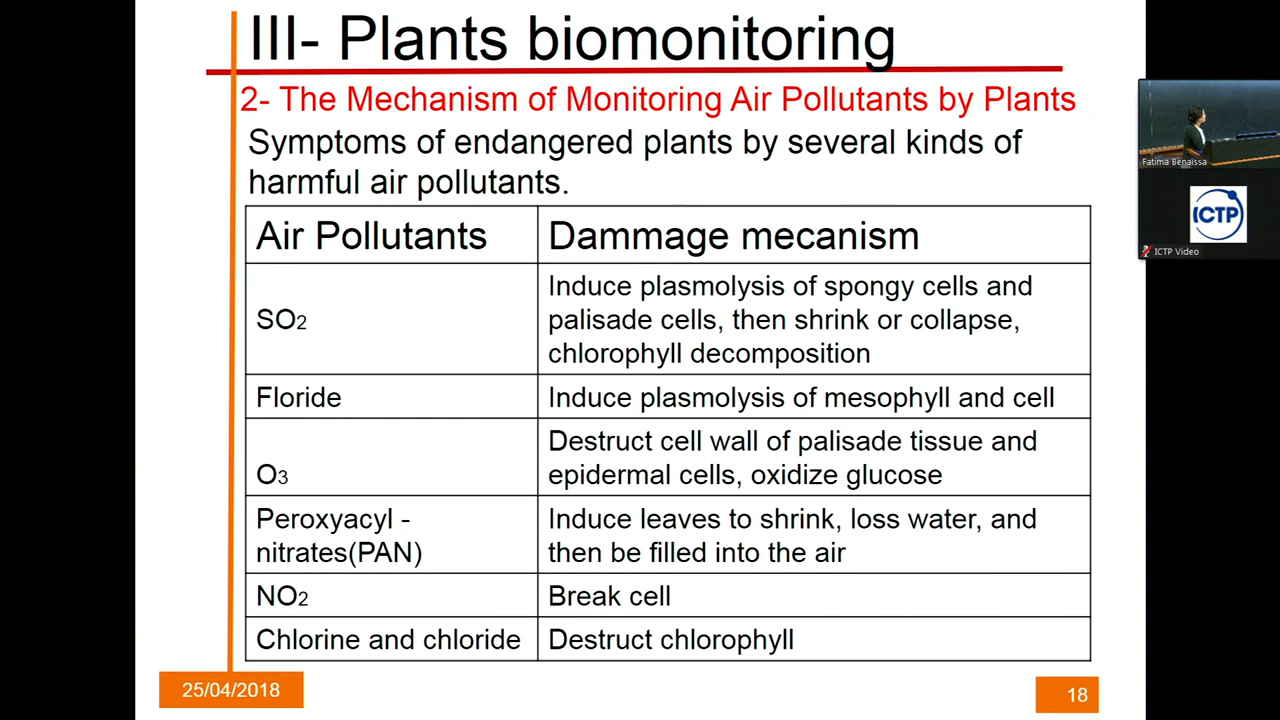 III- Plants biomonitoring
2- The Mechanism of Monitoring Air Pollutants by Plants
Symptoms of endangered plants by several kinds of
harmful air pollutants.
Air Pollutants
Dammage mecanism
SO2
Induce plasmolysis of spongy cells and
palisade cells, then shrink or collapse,
chlorophyll decomposition
Floride
Induce plasmolysis of mesophyll and cell
O3
Destruct cell wall of palisade tissue and
epidermal cells, oxidize glucose
Peroxyacyl -
nitrates(PAN)
Induce leaves to shrink, loss water, and
then be filled into the air
NO2
Break cell
Chlorine and chloride
Destruct chlorophyll
25/04/2018
18
Fatima Benaissa
ICTP
ICTP Video